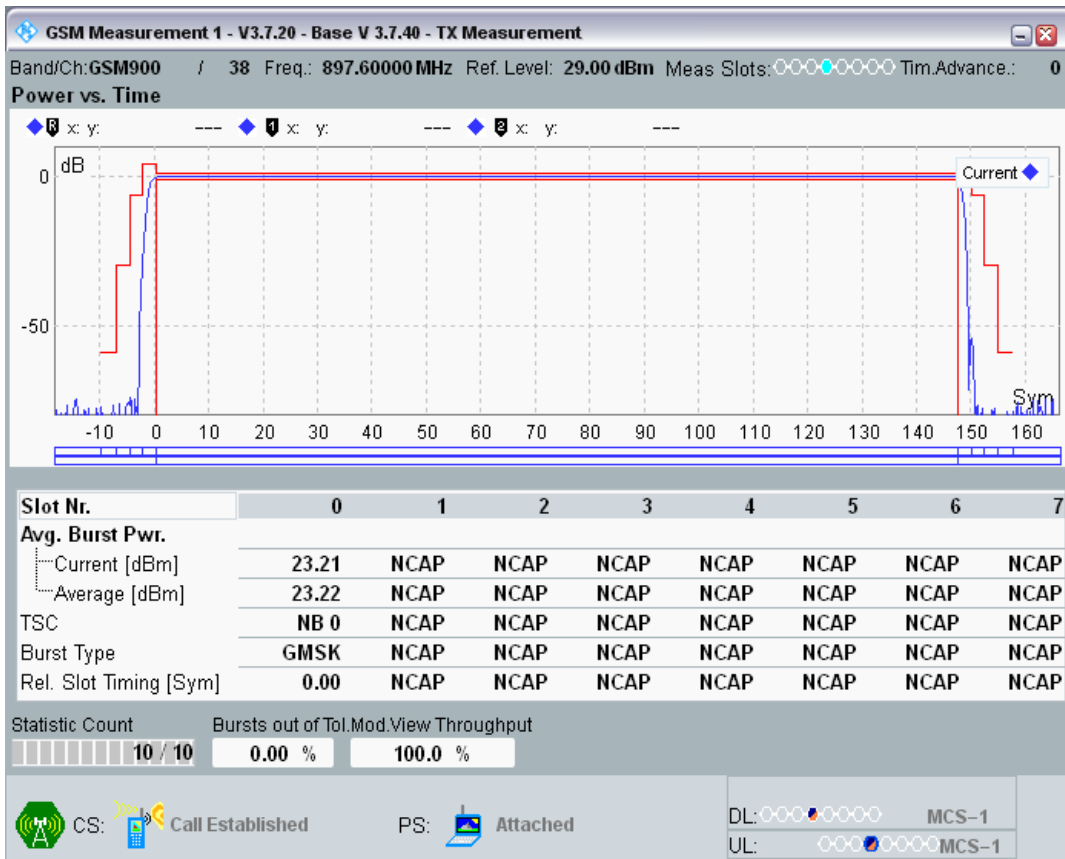 GSM Measurement 1 - V3.7.20 - Base V 3.7.40 - TX Measurement
Band/Ch:GSM900 / 38 Freq.: 897.60000 MHz Ref. Level: 29.00 dBm Meas Slots: Tim.Advance.: 0
Power vs. Time
R x: y: --- 1 x: y: --- 2 x: y: ---
dB
Current
0
-50
Sym
-10 0 10 20 30 40 50 60 70 80 90 100 110 120 130 140 150 160
Slot Nr. 0 1 2 3 4 5 6 7
Avg. Burst Pwr.
Current [dBm] 23.21 NCAP NCAP NCAP NCAP NCAP NCAP NCAP
Average [dBm] 23.22 NCAP NCAP NCAP NCAP NCAP NCAP NCAP
TSC NB 0 NCAP NCAP NCAP NCAP NCAP NCAP NCAP
Burst Type GMSK NCAP NCAP NCAP NCAP NCAP NCAP NCAP
Rel. Slot Timing [Sym] 0.00 NCAP NCAP NCAP NCAP NCAP NCAP NCAP
Statistic Count Bursts out of Tol.Mod.View Throughput
10 / 10 0.00 % 100.0 %
CS: Call Established PS: Attached
DL: MCS-1
UL: MCS-1